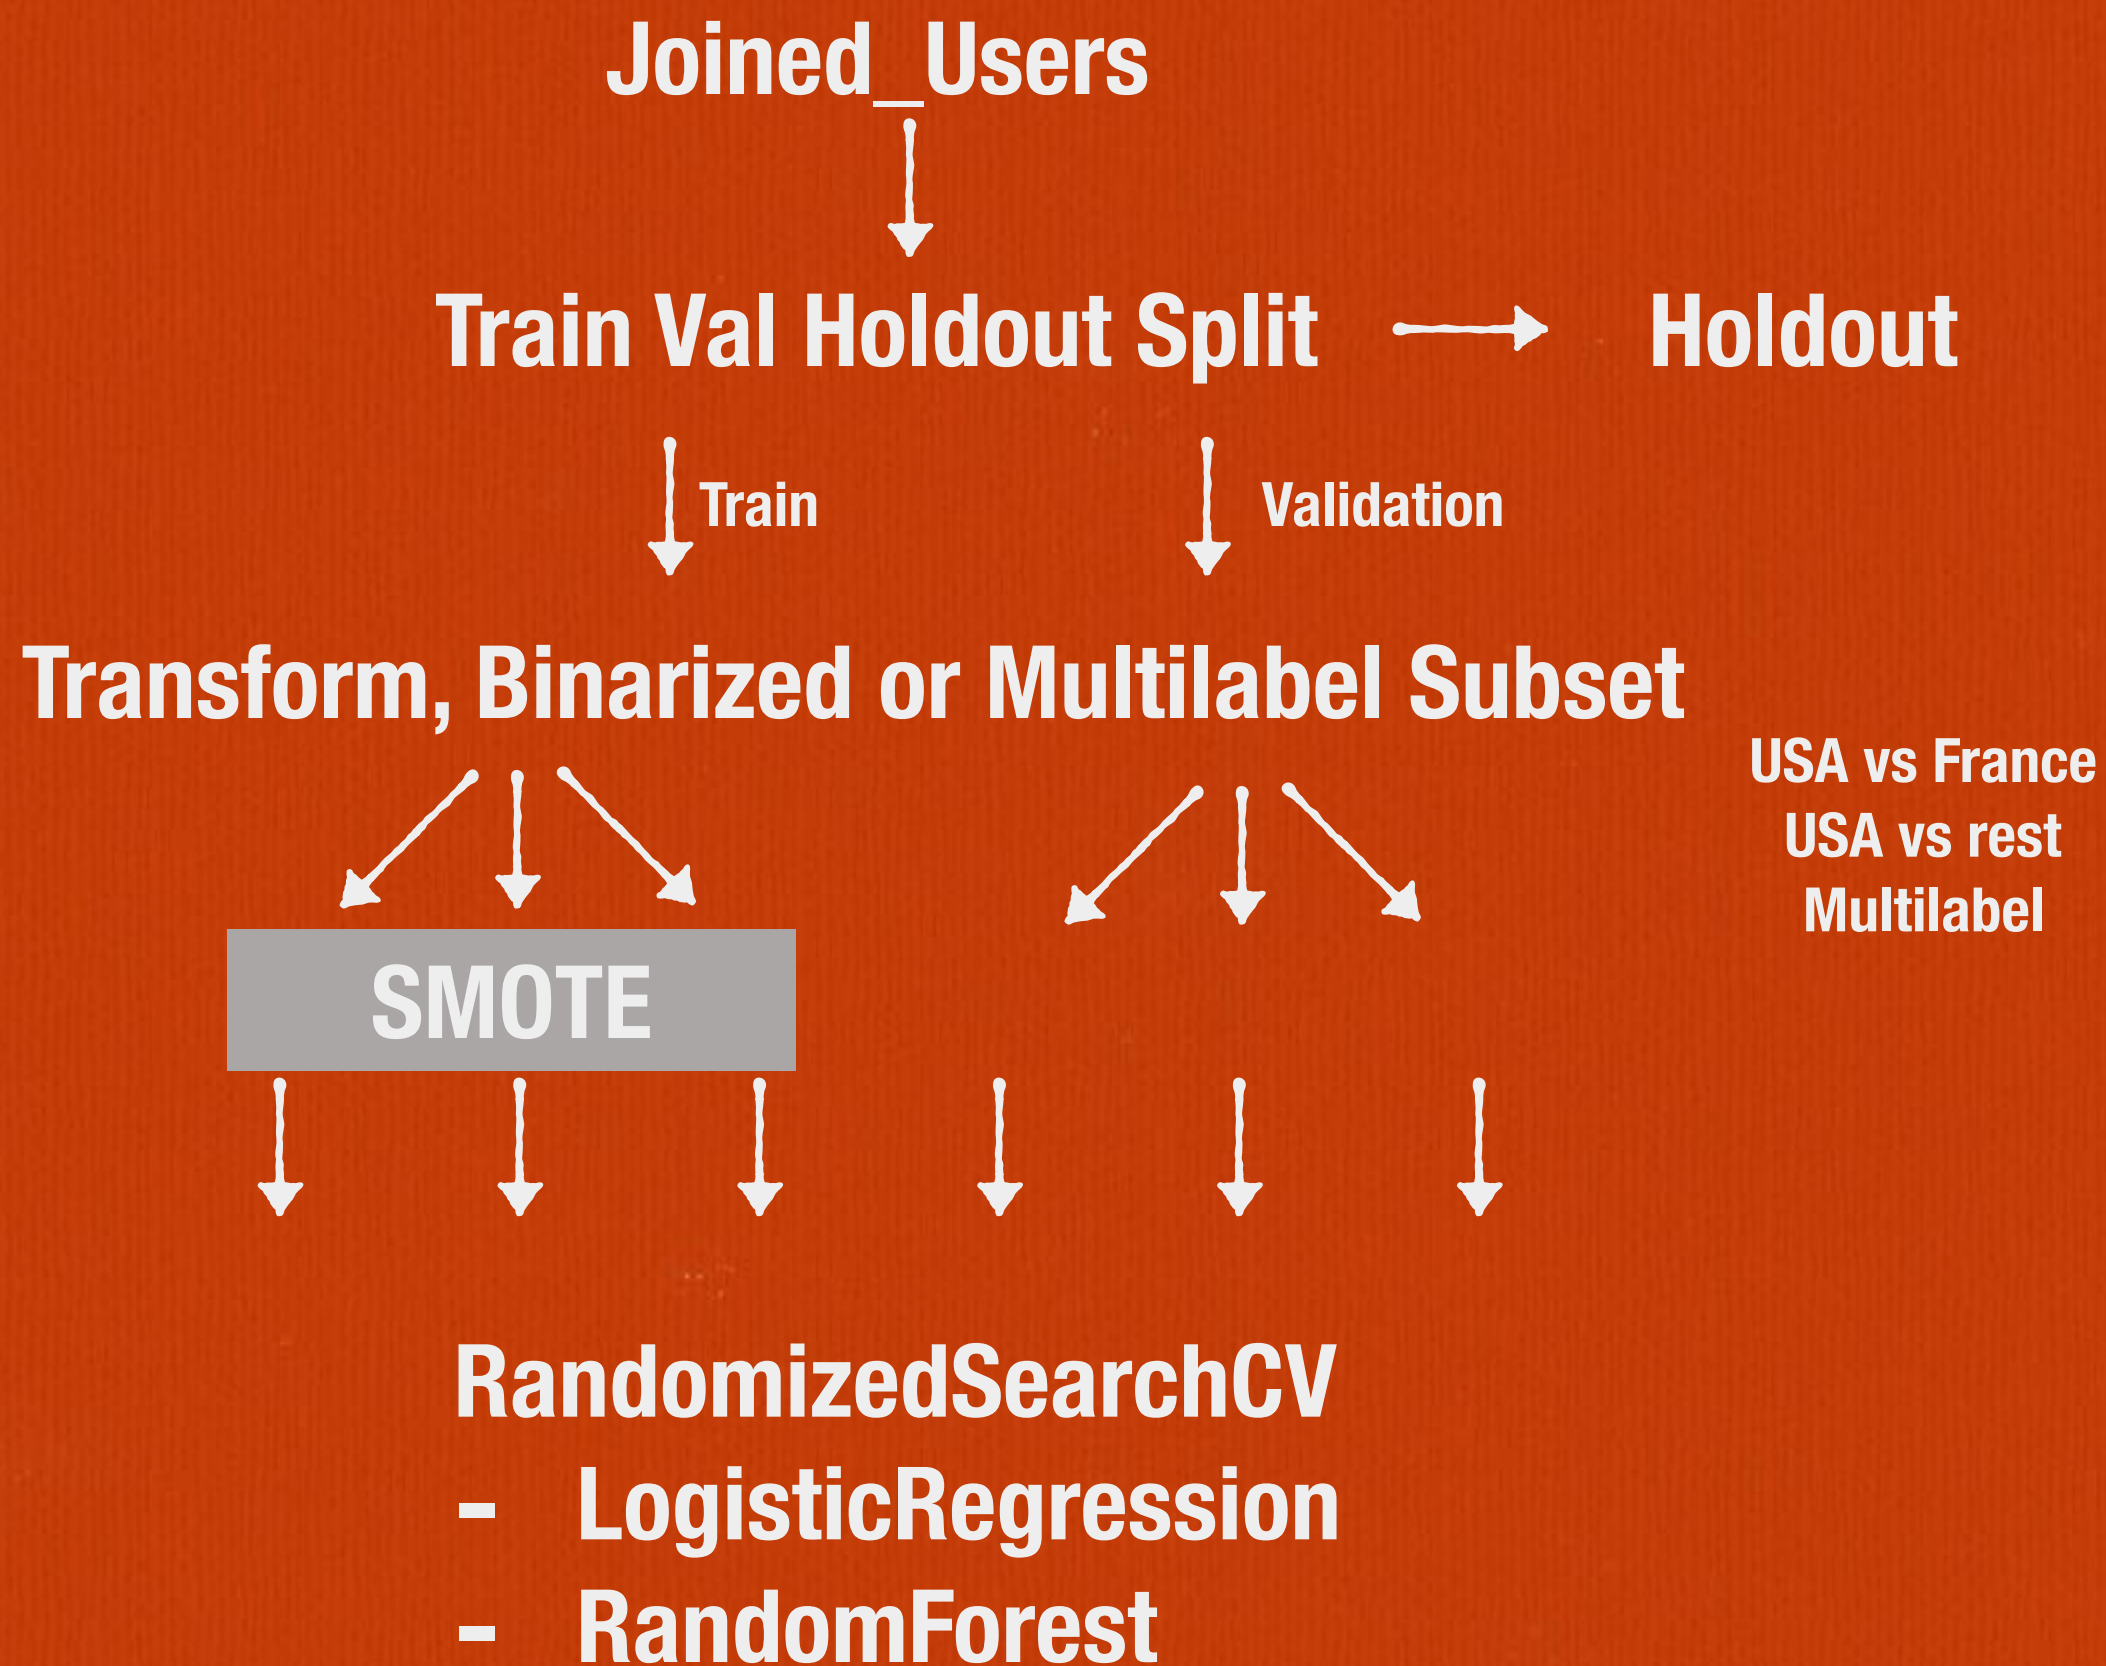 Joined_Users
Train Val Holdout Split
Holdout
Train
Validation
Transform, Binarized or Multilabel Subset
USA vs France
USA vs rest
Multilabel
SMOTE
RandomizedSearchCV
- LogisticRegression
- RandomForest